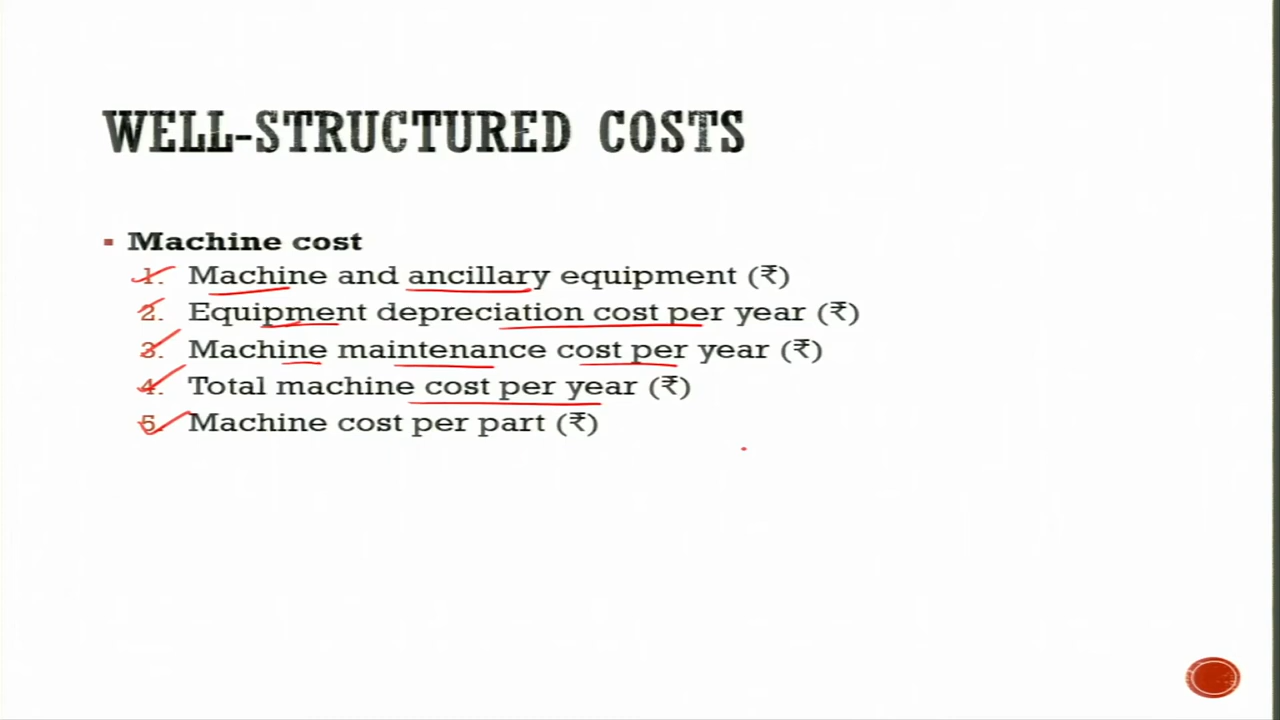 WELL-STRUCTURED COSTS
▪ Machine cost
1. Machine and ancillary equipment (₹)
2. Equipment depreciation cost per year (₹)
3. Machine maintenance cost per year (₹)
4. Total machine cost per year (₹)
5. Machine cost per part (₹)